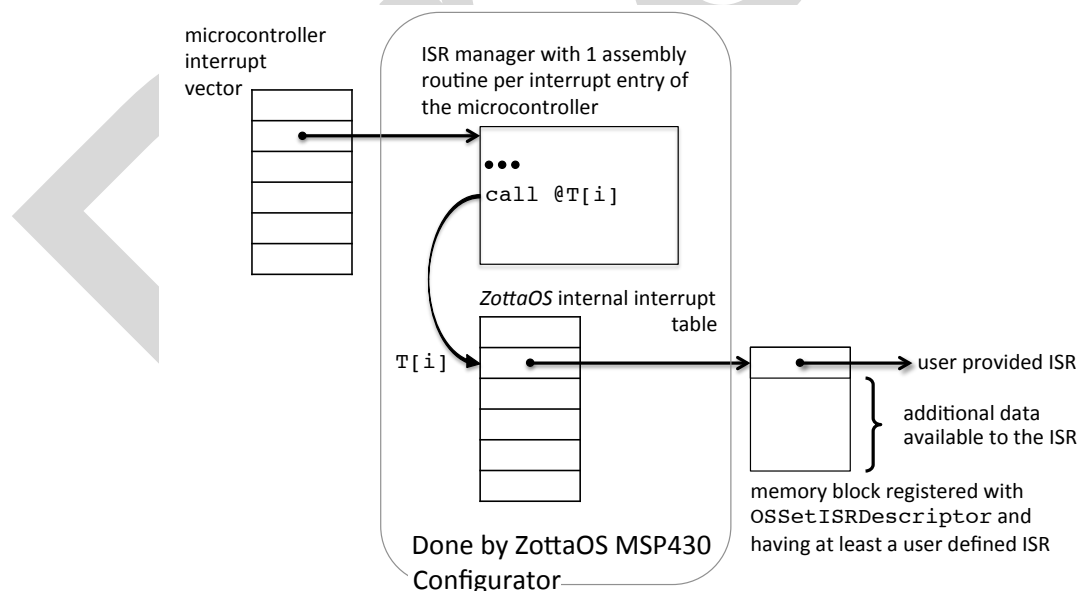 microcontroller
interrupt
vector
ISR manager with 1 assembly
routine per interrupt entry of
the microcontroller
•••
call @T[i]
ZottaOS internal interrupt
table
T[i]
user provided ISR
additional data
available to the ISR
memory block registered with
OSSetISRDescriptor and
having at least a user defined ISR
Done by ZottaOS MSP430
Configurator